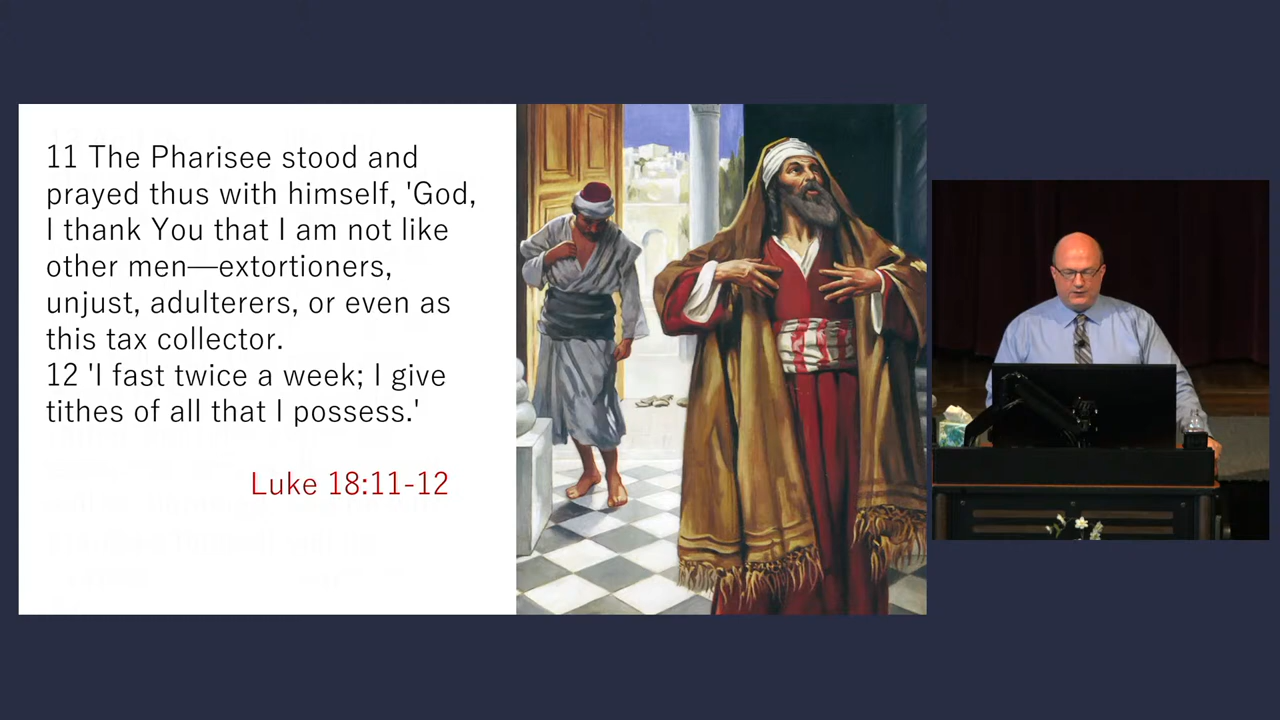 11 The Pharisee stood and
prayed thus with himself, 'God,
I thank You that I am not like
other men—extortioners,
unjust, adulterers, or even as
this tax collector.
12 'I fast twice a week; I give
tithes of all that I possess.'
Luke 18:11-12